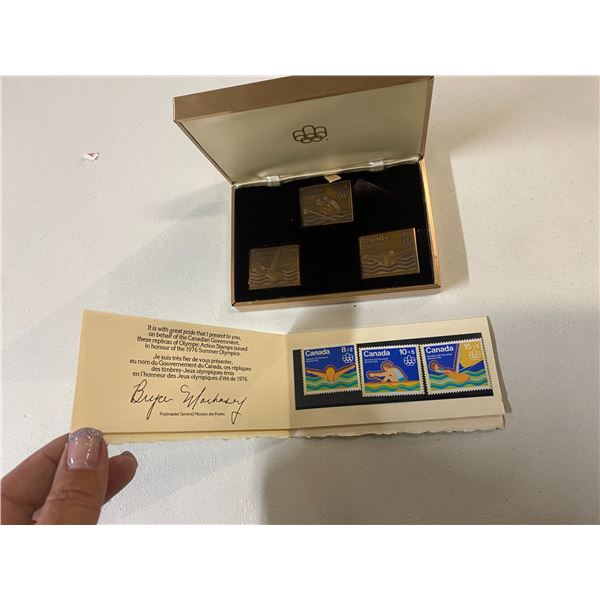 It is with great pride that I present to you,
on behalf of the Canadian Government,
these replicas of Olympic Action Stamps issued
in honour of the 1976 Summer Olympics.
Je suis très fier de vous présenter,
au nom du Gouvernement du Canada, ces répliques
des timbres-Jeux olympiques émis
en l'honneur des Jeux olympiques d'été de 1976.
Bryce Mackasey
Postmaster General/Ministre des Postes
Canada 8+2
Canada 10+5
Canada 15+5
Canada